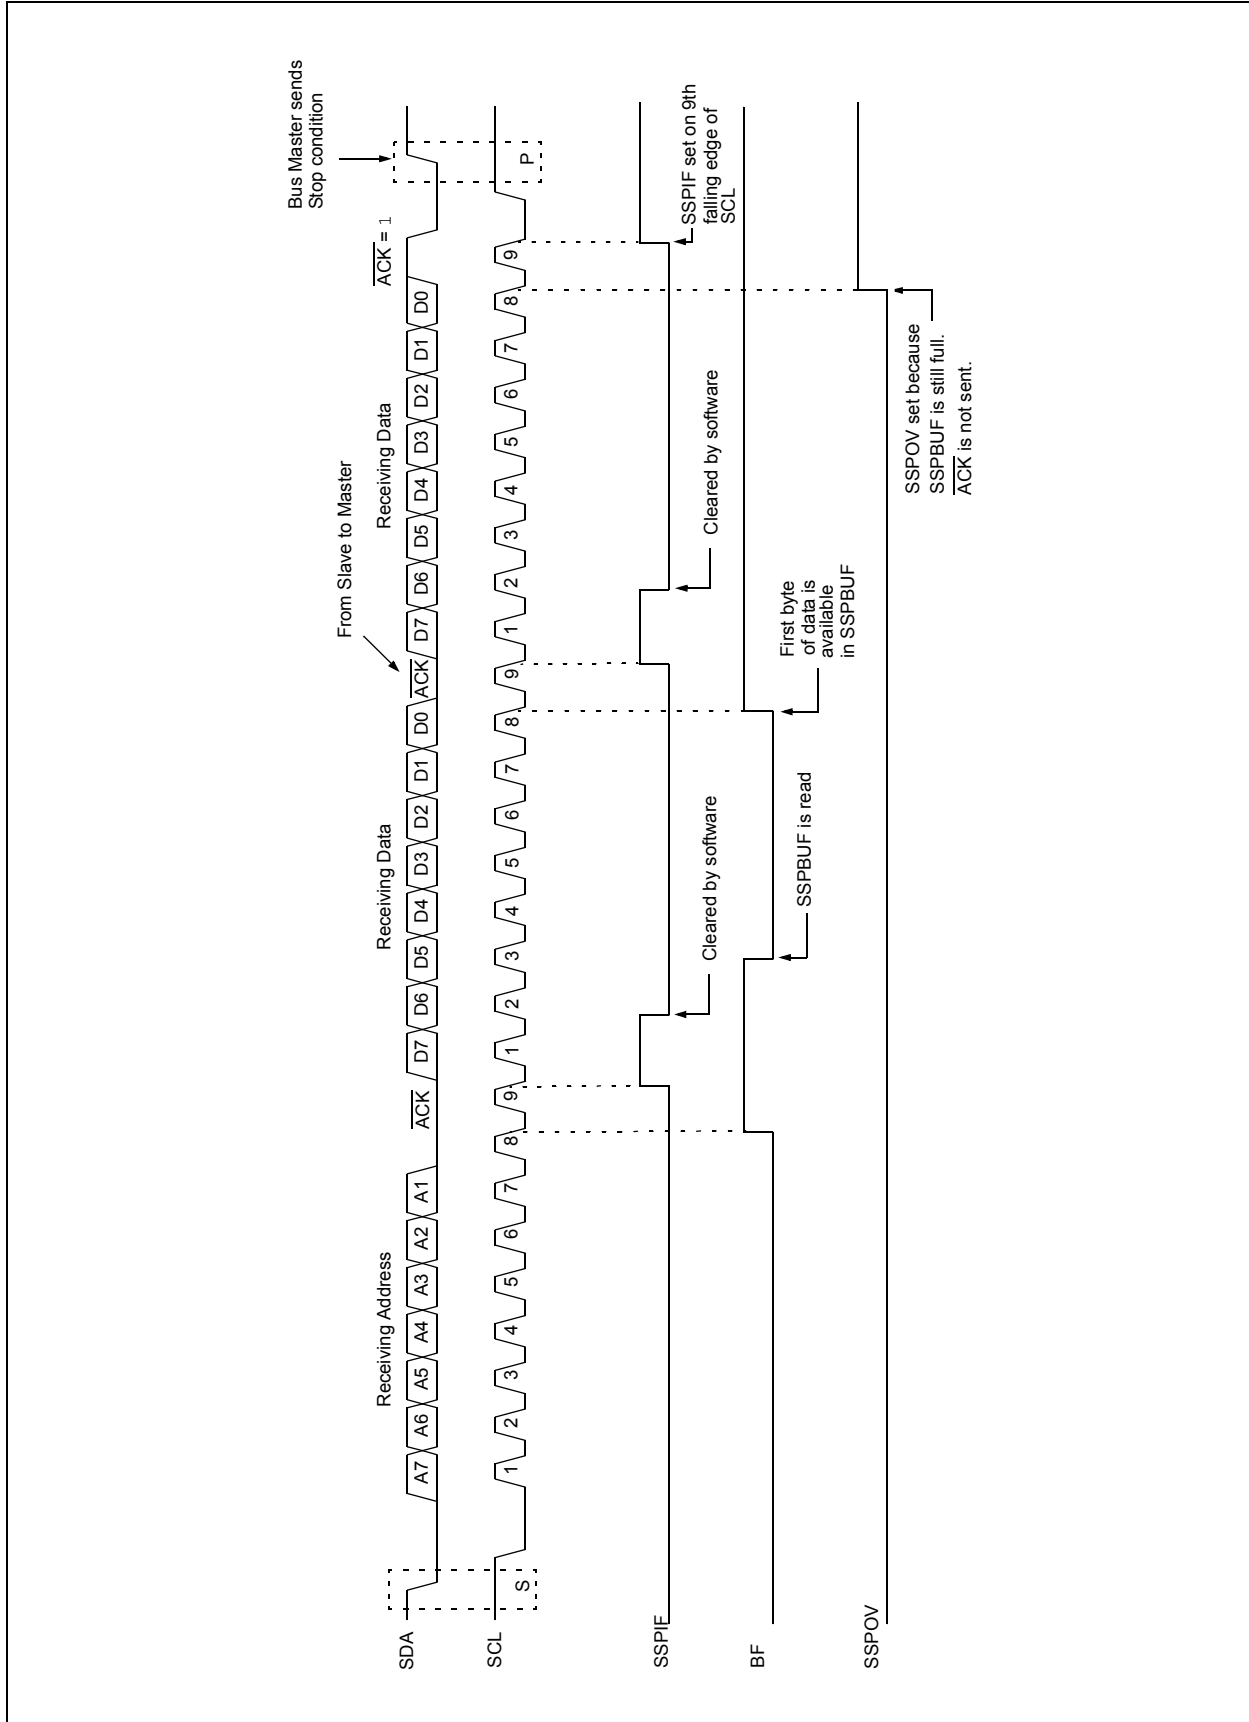 Bus Master sends
Stop condition
From Slave to Master
Receiving Address
Receiving Data
Receiving Data
ACK = 1
SDA
A7 A6 A5 A4 A3 A2 A1 ACK D7 D6 D5 D4 D3 D2 D1 D0 ACK D7 D6 D5 D4 D3 D2 D1 D0
SCL
S 1 2 3 4 5 6 7 8 9 1 2 3 4 5 6 7 8 9 1 2 3 4 5 6 7 8 9 P
SSPIF
Cleared by software
Cleared by software
SSPIF set on 9th
falling edge of
SCL
BF
SSPBUF is read
First byte
of data is
available
in SSPBUF
SSPOV
SSPOV set because
SSPBUF is still full.
ACK is not sent.